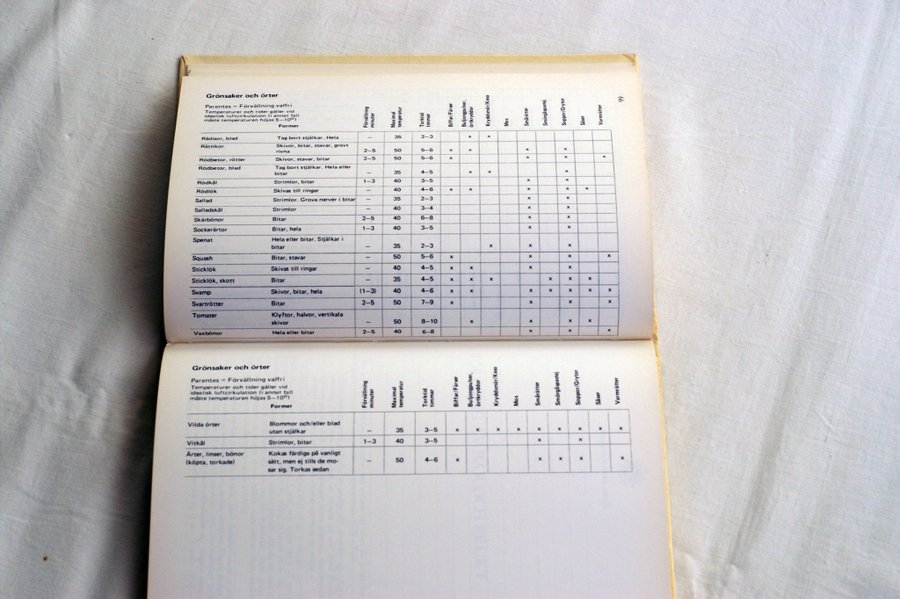 99
Grönsaker och örter
Parentes = Förvällning valfri
Temperaturer och tider gäller vid
idealisk luftcirkulation (i annat fall
måste temperaturen höjas 5–10°)
Former Förvällning minuter Maximal temperatur Torktid timmar Biffar/Färser Buljongpulver, örtkryddor Kryddsmör/Kex Mos Smårätter Smörgåspastej Soppor/Grytor Såser Varmrätter
Rädisor, blad Tag bort stjälkar. Hela – 35 2–3 x x x
Rättikor Skivor, bitar, stavar, grovt rivna 2–5 50 5–6 x x x x
Rödbetor, rötter Skivor, stavar, bitar 2–5 50 5–6 x x x x
Rödbetor, blad Tag bort stjälkar. Hela eller bitar – 35 4–5 x x x
Rödkål Strimlor, bitar 1–3 40 3–5 x x
Rödlök Skivas till ringar – 40 4–6 x x x x x
Sallad Strimlor. Grova nerver i bitar – 35 2–3 x x
Salladskål Strimlor – 40 3–4 x x
Skärbönor Bitar 2–5 40 6–8 x x
Sockerärtor Bitar, hela 1–3 40 3–5 x x
Spenat Hela eller bitar. Stjälkar i bitar – 35 2–3 x x x
Squash Bitar, stavar – 50 5–6 x x x x
Sticklök Skivas till ringar – 40 4–5 x x x x
Sticklök, skott Bitar – 35 4–5 x x x x x x
Svamp Skivor, bitar, hela (1–3) 40 4–6 x x x x x x x
Svartrötter Bitar 2–5 50 7–9 x x x x
Tomater Klyftor, halvor, vertikala skivor – 50 8–10 x x x x
Vaxbönor Hela eller bitar 2–5 40 6–8 x x x
Grönsaker och örter
Parentes = Förvällning valfri
Temperaturer och tider gäller vid
idealisk luftcirkulation (i annat fall
måste temperaturen höjas 5–10°)
Former Förvällning minuter Maximal temperatur Torktid timmar Biffar/Färser Buljongpulver, örtkryddor Kryddsmör/Kex Mos Smårätter Smörgåspastej Soppor/Grytor Såser Varmrätter
Vilda örter Blommor och/eller blad
utan stjälkar – 35 3–5 x x x x x x x x x
Vitkål Strimlor, bitar 1–3 40 3–5 x x
Ärter, linser, bönor Kokas färdiga på vanligt
(köpta, torkade) sätt, men ej tills de mo- – 50 4–6 x x x x x
sar sig. Torkas sedan